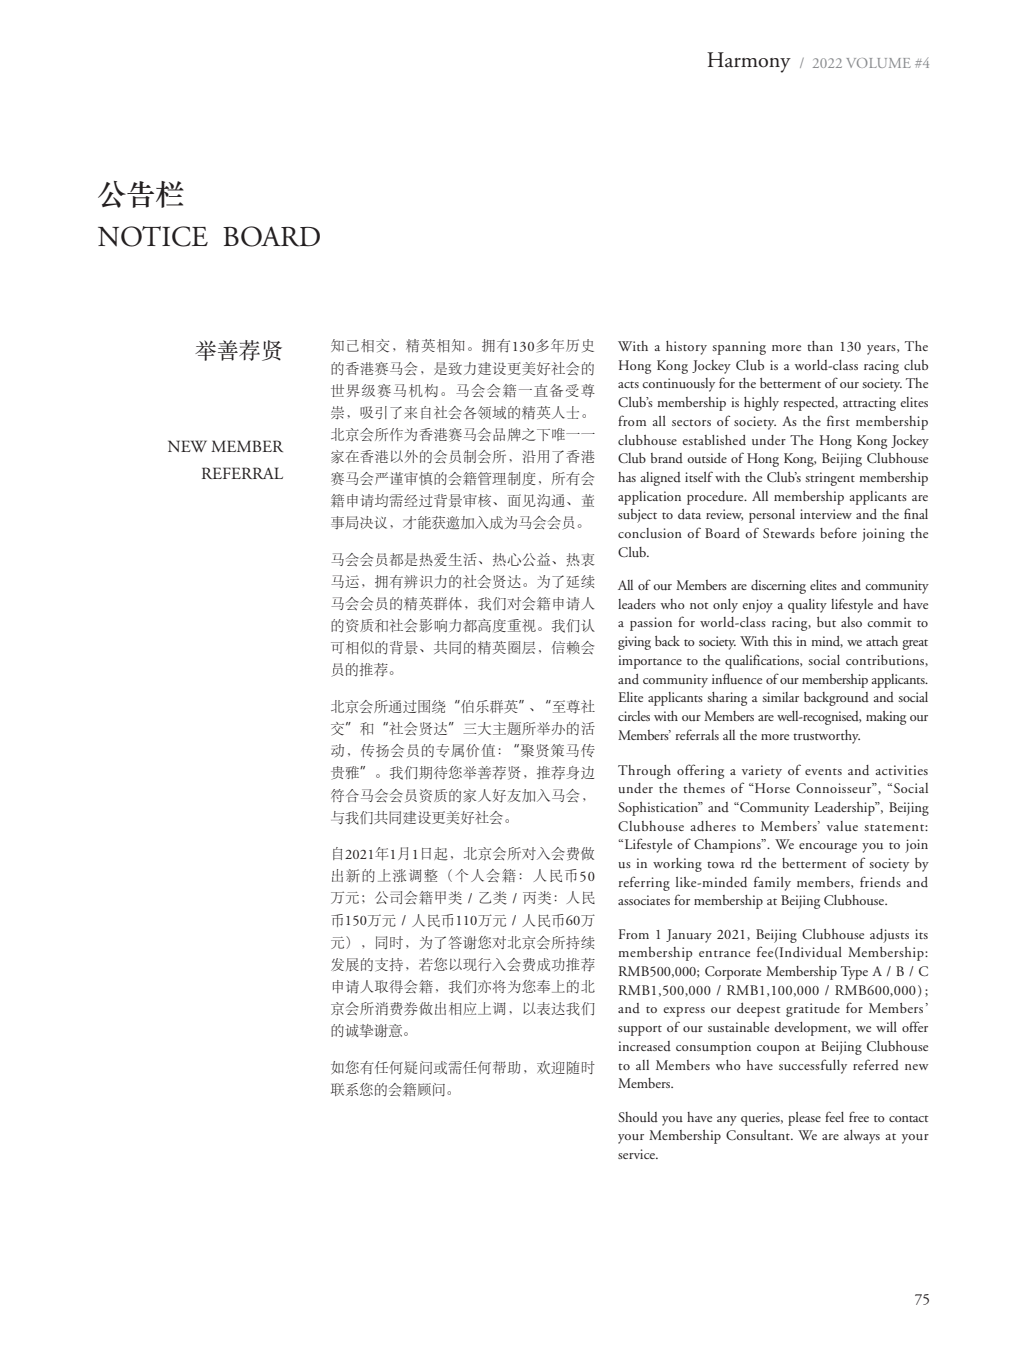 Harmony / 2022 VOLUME #4
公告栏
NOTICE BOARD
举善荐贤
NEW MEMBER
REFERRAL
知己相交，精英相知。拥有130多年历史
的香港赛马会，是致力建设更美好社会的
世界级赛马机构。马会会籍一直备受尊
崇，吸引了来自社会各领域的精英人士。
北京会所作为香港赛马会品牌之下唯一一
家在香港以外的会员制会所，沿用了香港
赛马会严谨审慎的会籍管理制度，所有会
籍申请均需经过背景审核、面见沟通、董
事局决议，才能获邀加入成为马会会员。
马会会员都是热爱生活、热心公益、热衷
马运，拥有辨识力的社会贤达。为了延续
马会会员的精英群体，我们对会籍申请人
的资质和社会影响力都高度重视。我们认
可相似的背景、共同的精英圈层，信赖会
员的推荐。
北京会所通过围绕“伯乐群英”、“至尊社
交”和“社会贤达”三大主题所举办的活
动，传扬会员的专属价值：“聚贤策马传
贵雅”。我们期待您举善荐贤，推荐身边
符合马会会员资质的家人好友加入马会，
与我们共同建设更美好社会。
自2021年1月1日起，北京会所对入会费做
出新的上涨调整（个人会籍：人民币50
万元；公司会籍甲类 / 乙类 / 丙类：人民
币150万元 / 人民币110万元 / 人民币60万
元），同时，为了答谢您对北京会所持续
发展的支持，若您以现行入会费成功推荐
申请人取得会籍，我们亦将为您奉上的北
京会所消费券做出相应上调，以表达我们
的诚挚谢意。
如您有任何疑问或需任何帮助，欢迎随时
联系您的会籍顾问。
With a history spanning more than 130 years, The
Hong Kong Jockey Club is a world-class racing club
acts continuously for the betterment of our society. The
Club’s membership is highly respected, attracting elites
from all sectors of society. As the first membership
clubhouse established under The Hong Kong Jockey
Club brand outside of Hong Kong, Beijing Clubhouse
has aligned itself with the Club’s stringent membership
application procedure. All membership applicants are
subject to data review, personal interview and the final
conclusion of Board of Stewards before joining the
Club.
All of our Members are discerning elites and community
leaders who not only enjoy a quality lifestyle and have
a passion for world-class racing, but also commit to
giving back to society. With this in mind, we attach great
importance to the qualifications, social contributions,
and community influence of our membership applicants.
Elite applicants sharing a similar background and social
circles with our Members are well-recognised, making our
Members’ referrals all the more trustworthy.
Through offering a variety of events and activities
under the themes of “Horse Connoisseur”, “Social
Sophistication” and “Community Leadership”, Beijing
Clubhouse adheres to Members’ value statement:
“Lifestyle of Champions”. We encourage you to join
us in working towa rd the betterment of society by
referring like-minded family members, friends and
associates for membership at Beijing Clubhouse.
From 1 January 2021, Beijing Clubhouse adjusts its
membership entrance fee(Individual Membership:
RMB500,000; Corporate Membership Type A / B / C
RMB1,500,000 / RMB1,100,000 / RMB600,000);
and to express our deepest gratitude for Members’
support of our sustainable development, we will offer
increased consumption coupon at Beijing Clubhouse
to all Members who have successfully referred new
Members.
Should you have any queries, please feel free to contact
your Membership Consultant. We are always at your
service.
75